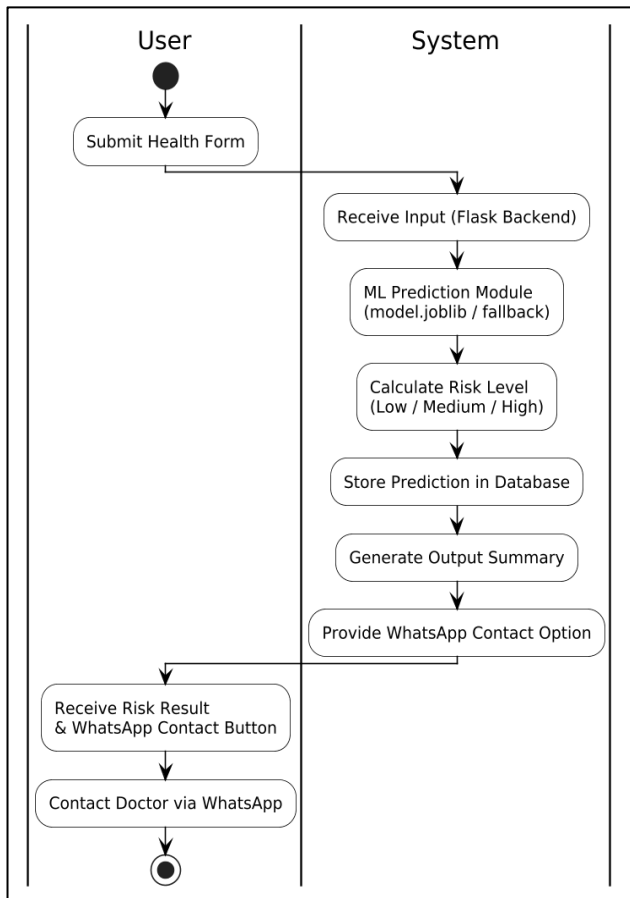 User
System
Submit Health Form
Receive Input (Flask Backend)
ML Prediction Module
(model.joblib / fallback)
Calculate Risk Level
(Low / Medium / High)
Store Prediction in Database
Generate Output Summary
Provide WhatsApp Contact Option
Receive Risk Result
& WhatsApp Contact Button
Contact Doctor via WhatsApp